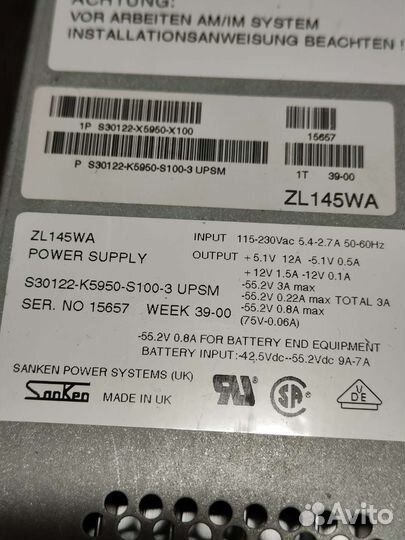 ACHTUNG:
VOR ARBEITEN AM/IM SYSTEM
INSTALLATIONSANWEISUNG BEACHTEN !
1P S30122-X5950-X100
15657
P S30122-K5950-S100-3 UPSM
1T 39-00
ZL145WA
ZL145WA
POWER SUPPLY
S30122-K5950-S100-3 UPSM
SER. NO 15657 WEEK 39-00
INPUT 115-230Vac 5.4-2.7A 50-60Hz
OUTPUT +5.1V 12A -5.1V 0.5A
+12V 1.5A -12V 0.1A
-55.2V 3A max
-55.2V 0.22A max TOTAL 3A
-55.2V 0.8A max
(75V-0.06A)
-55.2V 0.8A FOR BATTERY END EQUIPMENT
BATTERY INPUT:-42.5Vdc--55.2Vdc 9A-7A
SANKEN POWER SYSTEMS (UK)
SanKen MADE IN UK
Avito